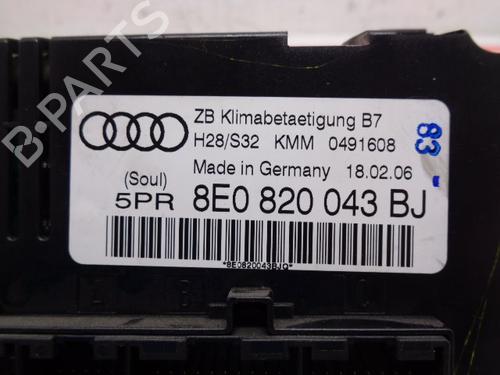 ZB Klimabetaetigung B7
H28/S32 KMM 0491608
Made in Germany 18.02.06
83 -
(Soul)
5PR 8E0 820 043 BJ
*8E0820043BJQ*
B-PARTS